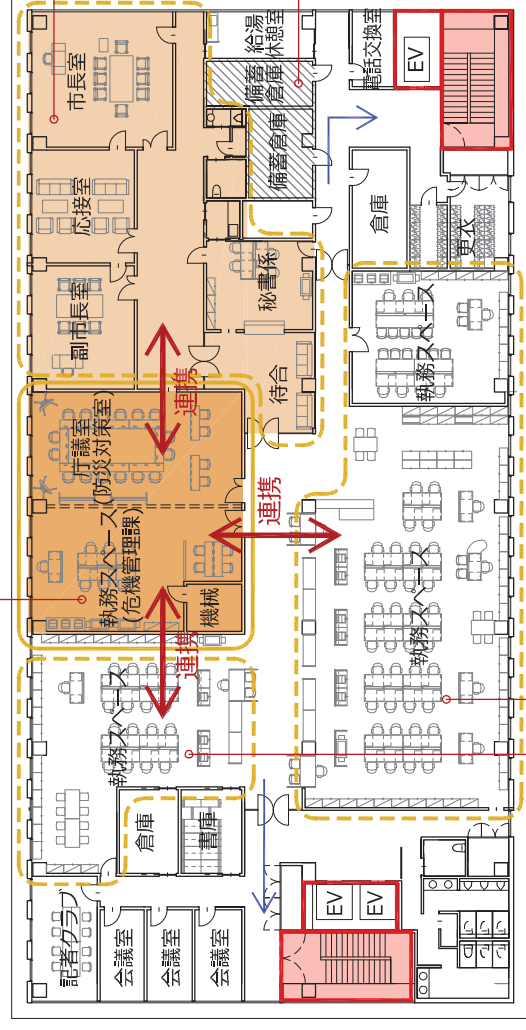 市長室
給湯
休憩室
電話交換室
EV
備蓄
倉庫
備蓄倉庫
応接室
倉庫
更衣
秘書係
副市長室
執務スペース
待合
連携
庁議室
(防災対策室)
連携
執務スペース
(危機管理課)
機械
執務スペース
連携
執務スペース
倉庫
書庫
記者クラブ
会議室
会議室
会議室
EV
EV